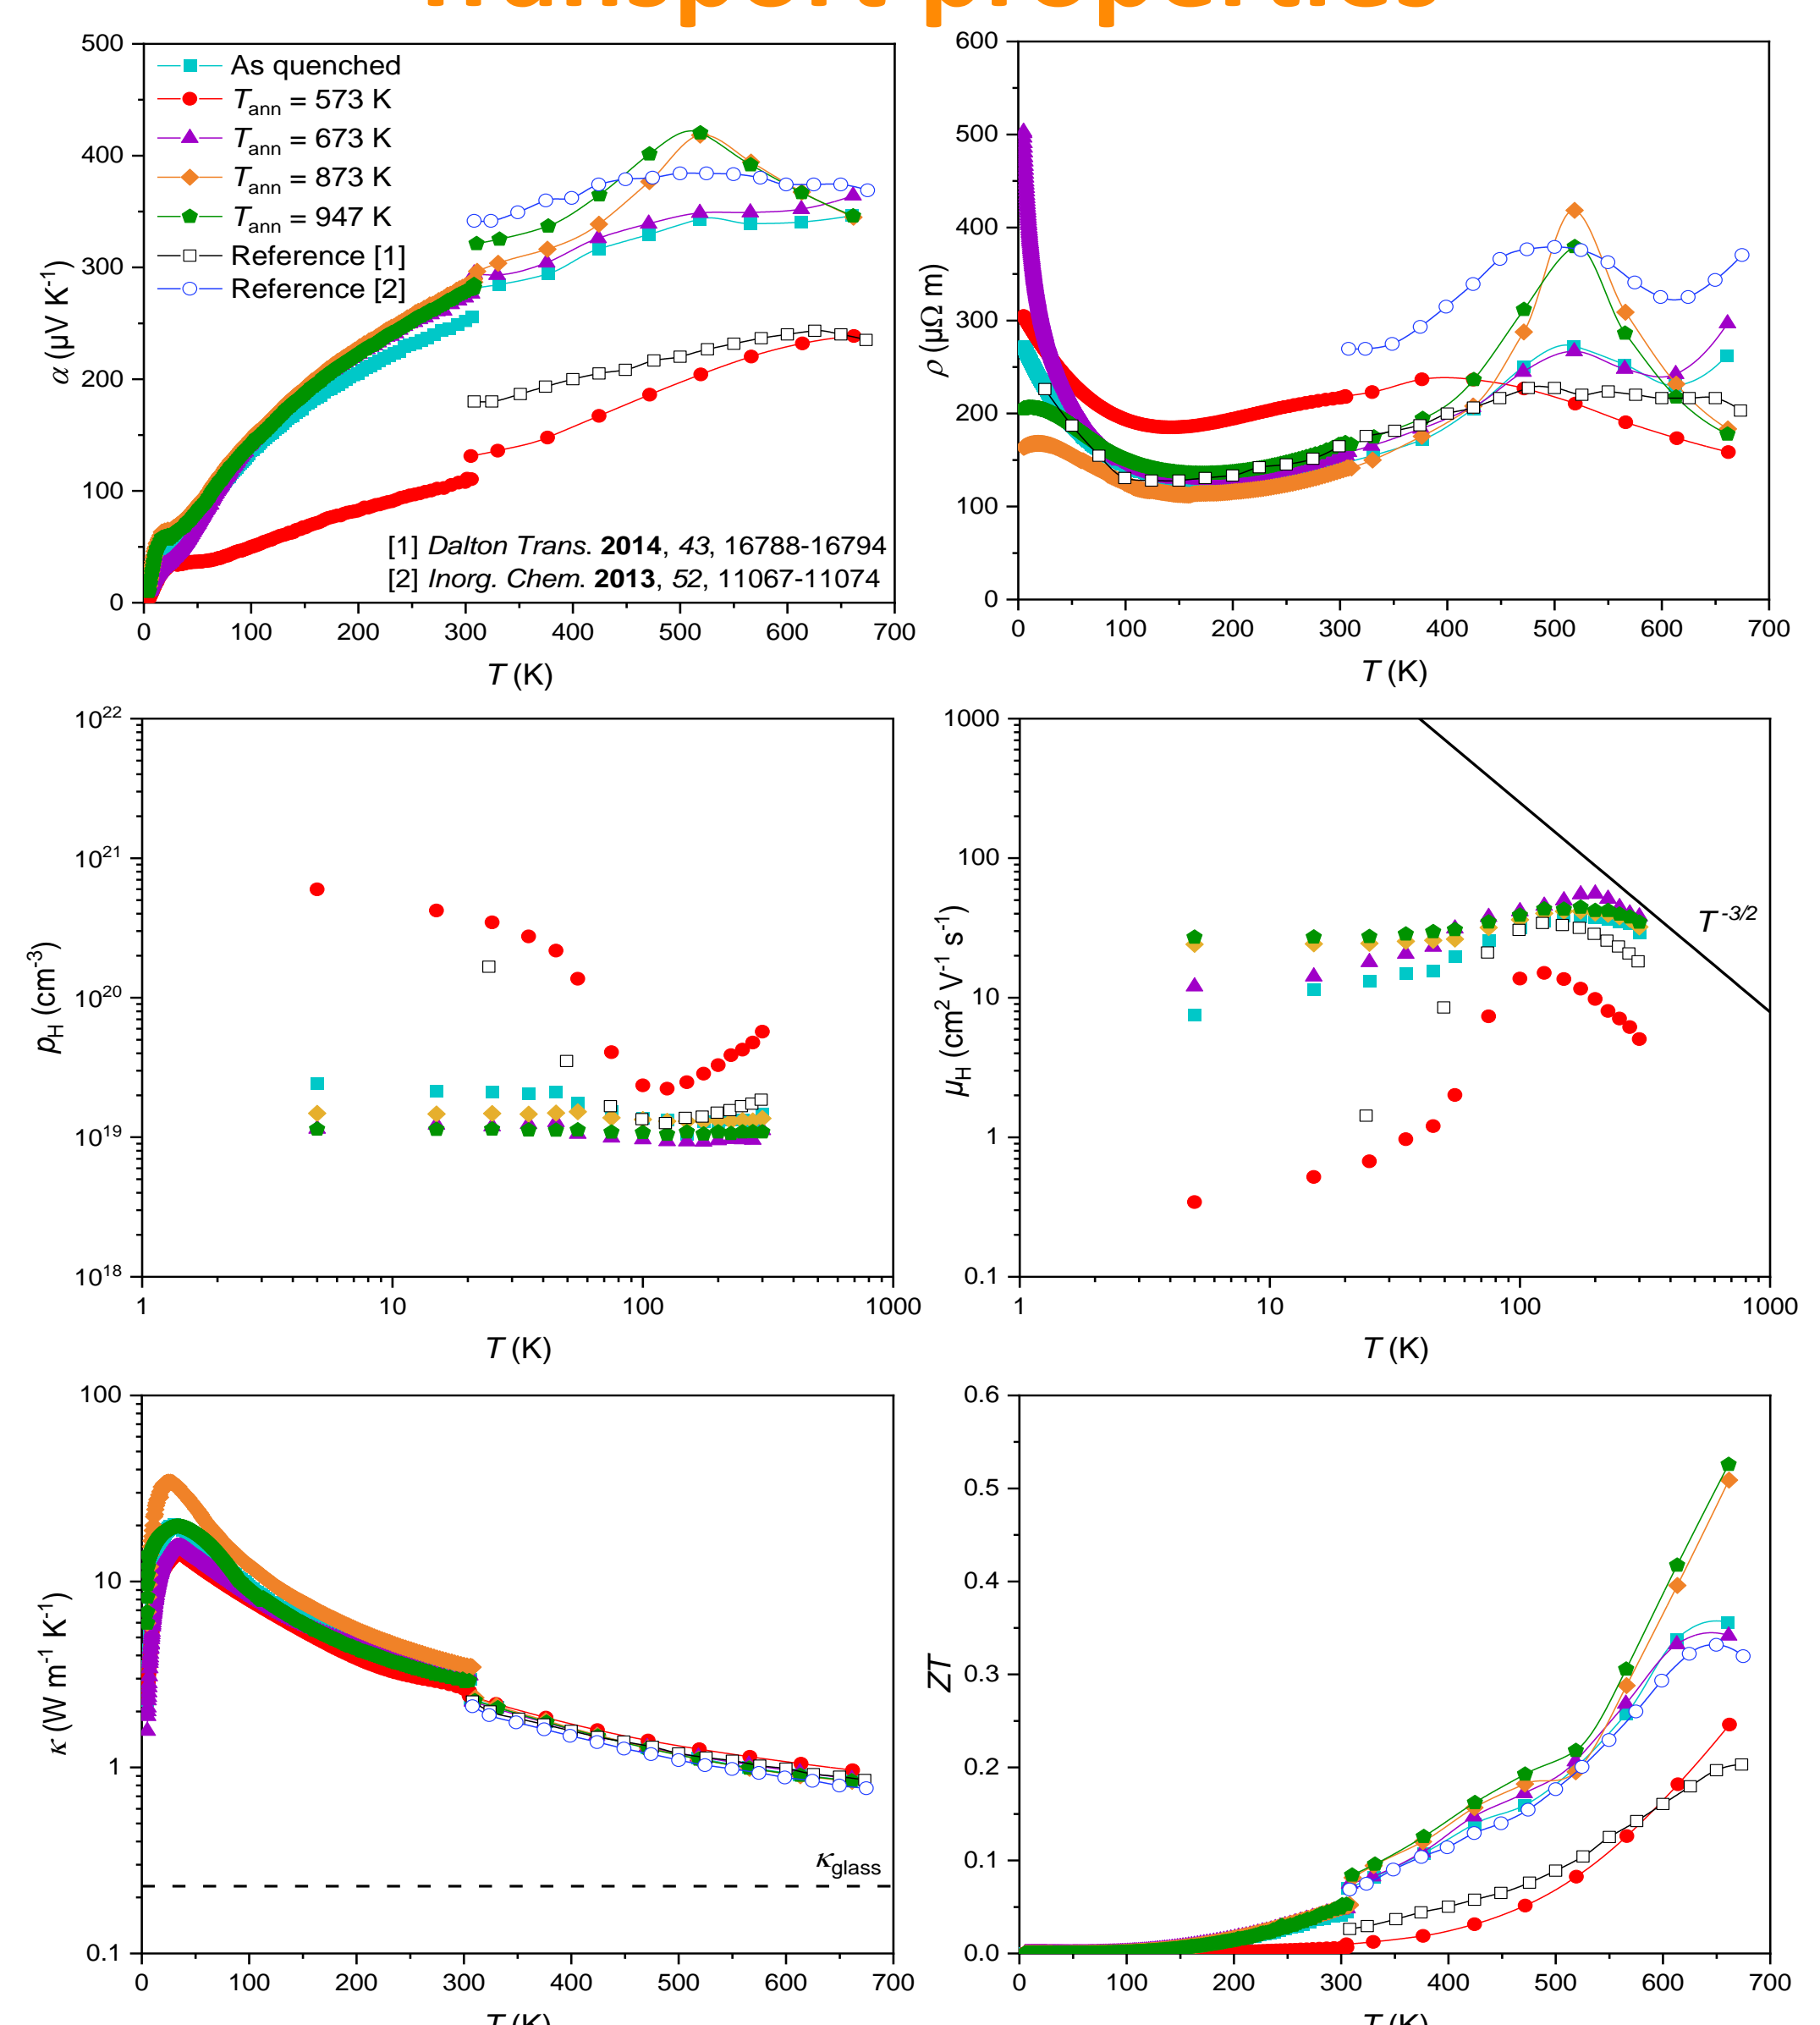 Transport properties
500
400
300
200
100
0
α (μV K⁻¹)
As quenched
Tann = 573 K
Tann = 673 K
Tann = 873 K
Tann = 947 K
Reference [1]
Reference [2]
[1] Dalton Trans. 2014, 43, 16788-16794
[2] Inorg. Chem. 2013, 52, 11067-11074
0 100 200 300 400 500 600 700
T (K)
600
500
400
300
200
100
0
ρ (μΩ m)
0 100 200 300 400 500 600 700
T (K)
10²²
10²¹
10²⁰
10¹⁹
10¹⁸
pH (cm⁻³)
1 10 100 1000
T (K)
1000
100
10
1
0.1
μH (cm² V⁻¹ s⁻¹)
T⁻³/²
1 10 100 1000
T (K)
100
10
1
0.1
κ (W m⁻¹ K⁻¹)
κglass
0 100 200 300 400 500 600 700
T (K)
0.6
0.5
0.4
0.3
0.2
0.1
0.0
ZT
0 100 200 300 400 500 600 700
T (K)